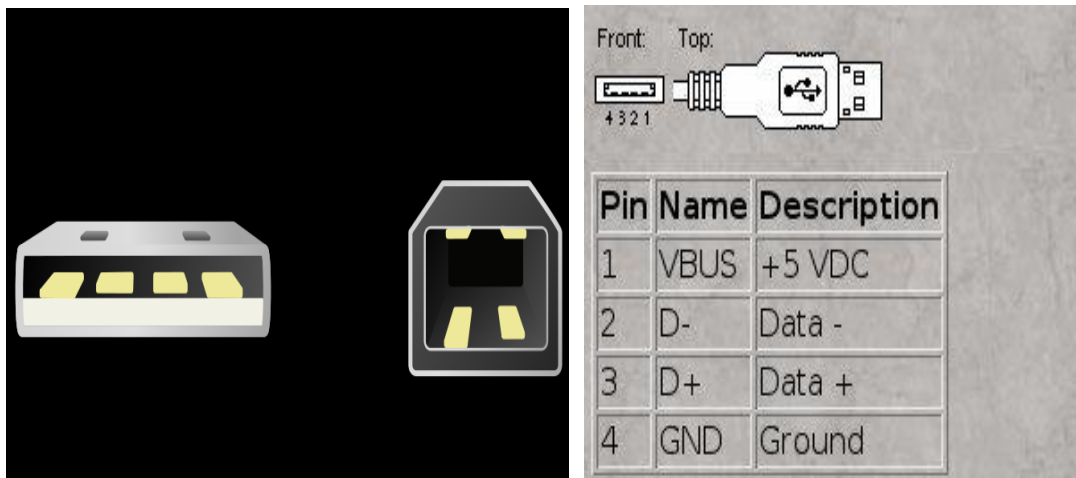 Front: Top:
4 3 2 1
Pin Name Description
1 VBUS +5 VDC
2 D- Data -
3 D+ Data +
4 GND Ground